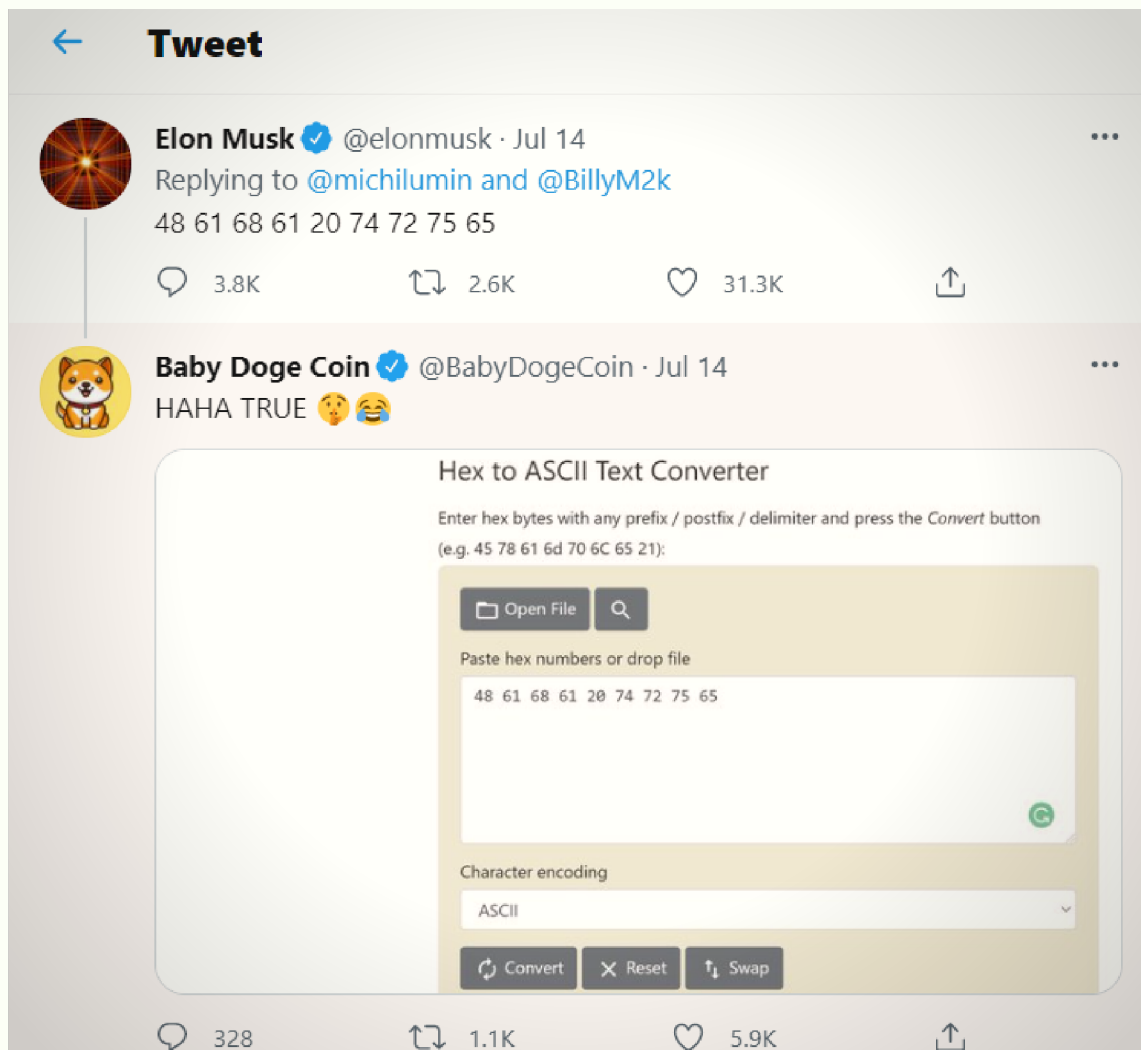 Tweet
Elon Musk @elonmusk · Jul 14
Replying to @michilumin and @BillyM2k
48 61 68 61 20 74 72 75 65
3.8K 2.6K 31.3K
Baby Doge Coin @BabyDogeCoin · Jul 14
HAHA TRUE 🤫😂
Hex to ASCII Text Converter
Enter hex bytes with any prefix / postfix / delimiter and press the Convert button
(e.g. 45 78 61 6d 70 6C 65 21):
Open File
Paste hex numbers or drop file
48 61 68 61 20 74 72 75 65
Character encoding
ASCII
Convert Reset Swap
328 1.1K 5.9K